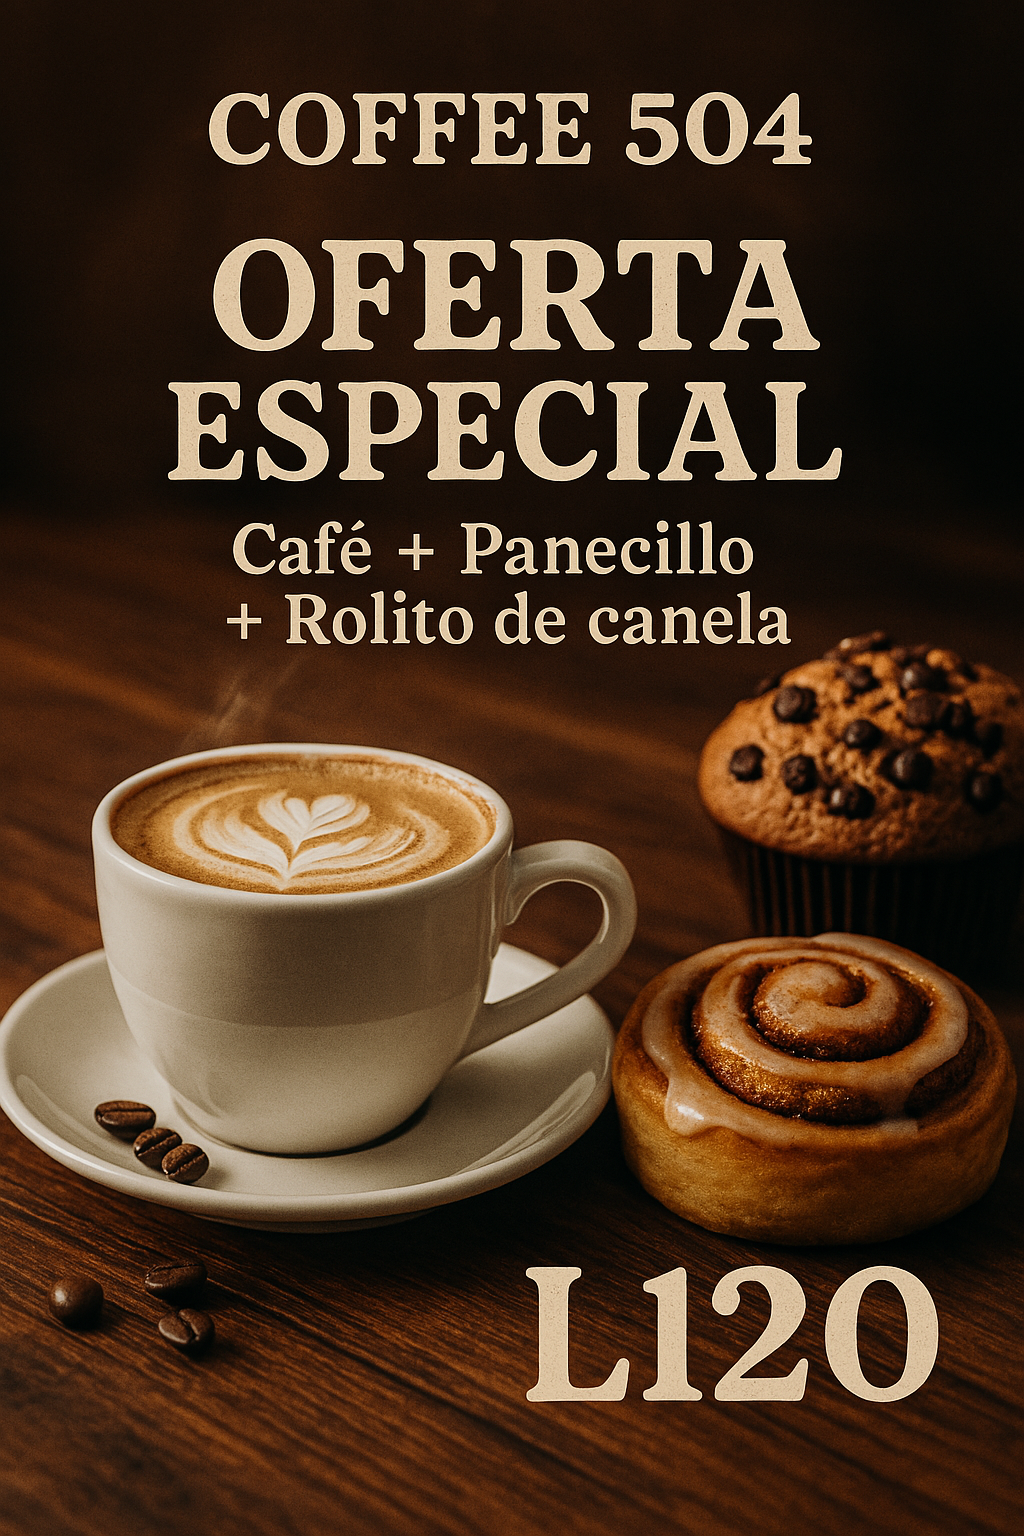 COFFEE 504
OFERTA
ESPECIAL
Café + Panecillo
+ Rolito de canela
L120